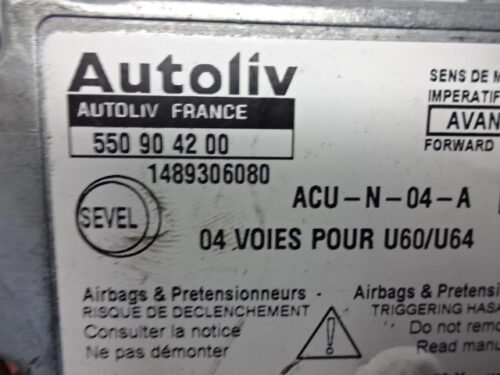 Autoliv
AUTOLIV FRANCE
550 90 42 00
1489306080
SENS DE
IMPERATIF
AVAN
FORWARD
SEVEL
ACU-N-04-A
04 VOIES POUR U60/U64
Airbags & Pretensionneurs -
RISQUE DE DECLENCHEMENT
Consulter la notice
Ne pas démonter
Airbags & Pretensi
TRIGGERING HASA
Do not remo
Read manu